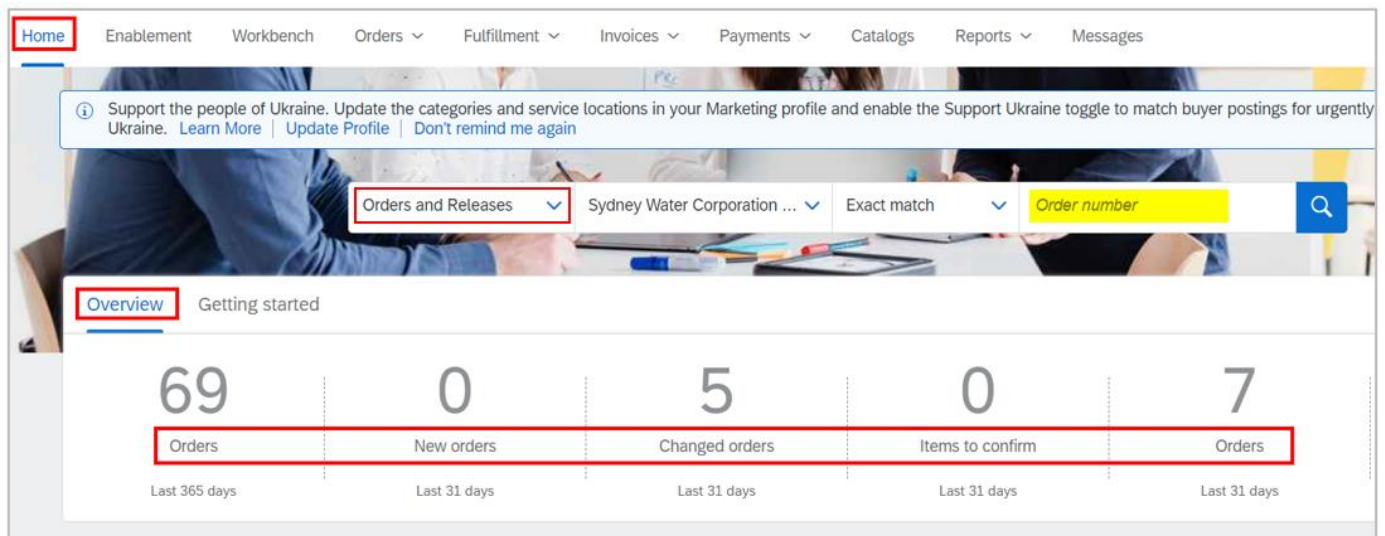 Home Enablement Workbench Orders Fulfillment Invoices Payments Catalogs Reports Messages
Support the people of Ukraine. Update the categories and service locations in your Marketing profile and enable the Support Ukraine toggle to match buyer postings for urgently
Ukraine. Learn More | Update Profile | Don't remind me again
Orders and Releases Sydney Water Corporation ... Exact match Order number
Overview Getting started
69 0 5 0 7
Orders New orders Changed orders Items to confirm Orders
Last 365 days Last 31 days Last 31 days Last 31 days Last 31 days